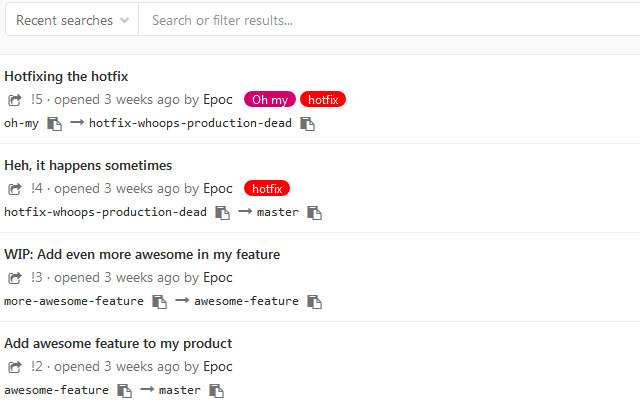 Recent searches Search or filter results...
Hotfixing the hotfix
!5 · opened 3 weeks ago by Epoc Oh my hotfix
oh-my → hotfix-whoops-production-dead
Heh, it happens sometimes
!4 · opened 3 weeks ago by Epoc hotfix
hotfix-whoops-production-dead → master
WIP: Add even more awesome in my feature
!3 · opened 3 weeks ago by Epoc
more-awesome-feature → awesome-feature
Add awesome feature to my product
!2 · opened 3 weeks ago by Epoc
awesome-feature → master